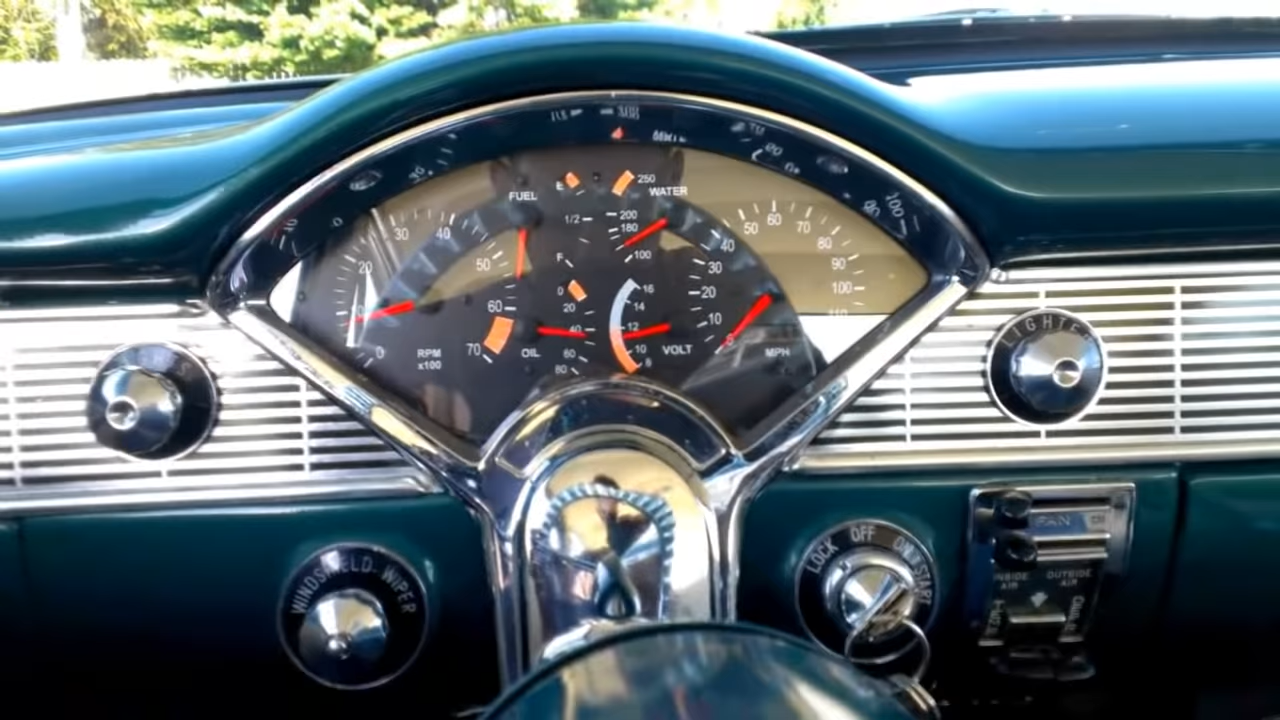 FUEL
E
1/2
F
250
WATER
200
180
100
20
30
40
50
60
70
0
RPM
x100
0
20
40
60
80
OIL
16
14
12
10
8
VOLT
10
20
30
40
50
60
70
80
90
100
110
MPH
LIGHTER
WINDSHIELD WIPER
LOCK OFF ON START
FAN
INSIDE
AIR
OUTSIDE
AIR